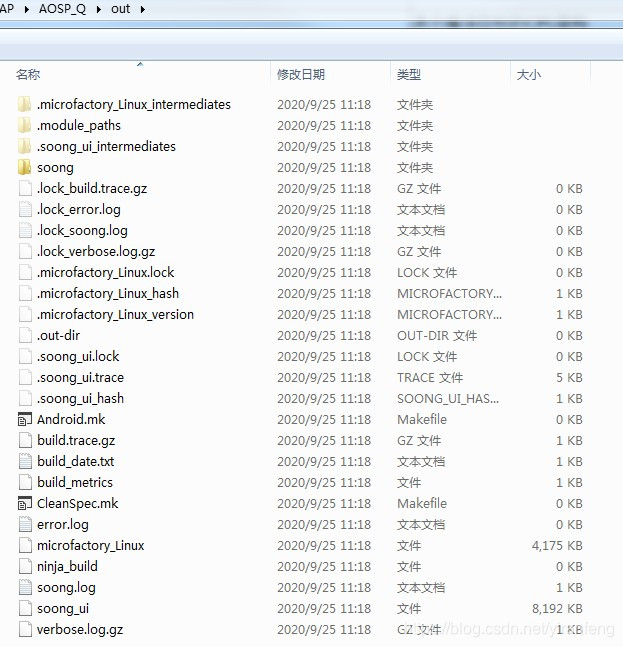 AP AOSP_Q out
名称 修改日期 类型 大小
.microfactory_Linux_intermediates 2020/9/25 11:18 文件夹
.module_paths 2020/9/25 11:18 文件夹
.soong_ui_intermediates 2020/9/25 11:18 文件夹
soong 2020/9/25 11:18 文件夹
.lock_build.trace.gz 2020/9/25 11:18 GZ 文件 0 KB
.lock_error.log 2020/9/25 11:18 文本文档 0 KB
.lock_soong.log 2020/9/25 11:18 文本文档 0 KB
.lock_verbose.log.gz 2020/9/25 11:18 GZ 文件 0 KB
.microfactory_Linux.lock 2020/9/25 11:18 LOCK 文件 0 KB
.microfactory_Linux_hash 2020/9/25 11:18 MICROFACTORY... 1 KB
.microfactory_Linux_version 2020/9/25 11:18 MICROFACTORY... 1 KB
.out-dir 2020/9/25 11:18 OUT-DIR 文件 0 KB
.soong_ui.lock 2020/9/25 11:18 LOCK 文件 0 KB
.soong_ui.trace 2020/9/25 11:18 TRACE 文件 5 KB
.soong_ui_hash 2020/9/25 11:18 SOONG_UI_HAS... 1 KB
Android.mk 2020/9/25 11:18 Makefile 0 KB
build.trace.gz 2020/9/25 11:18 GZ 文件 1 KB
build_date.txt 2020/9/25 11:18 文本文档 1 KB
build_metrics 2020/9/25 11:18 文件 1 KB
CleanSpec.mk 2020/9/25 11:18 Makefile 0 KB
error.log 2020/9/25 11:18 文本文档 0 KB
microfactory_Linux 2020/9/25 11:18 文件 4,175 KB
ninja_build 2020/9/25 11:18 文件 0 KB
soong.log 2020/9/25 11:18 文本文档 1 KB
soong_ui 2020/9/25 11:18 文件 8,192 KB
verbose.log.gz 2020/9/25 11:18 GZ 文件 1 KB